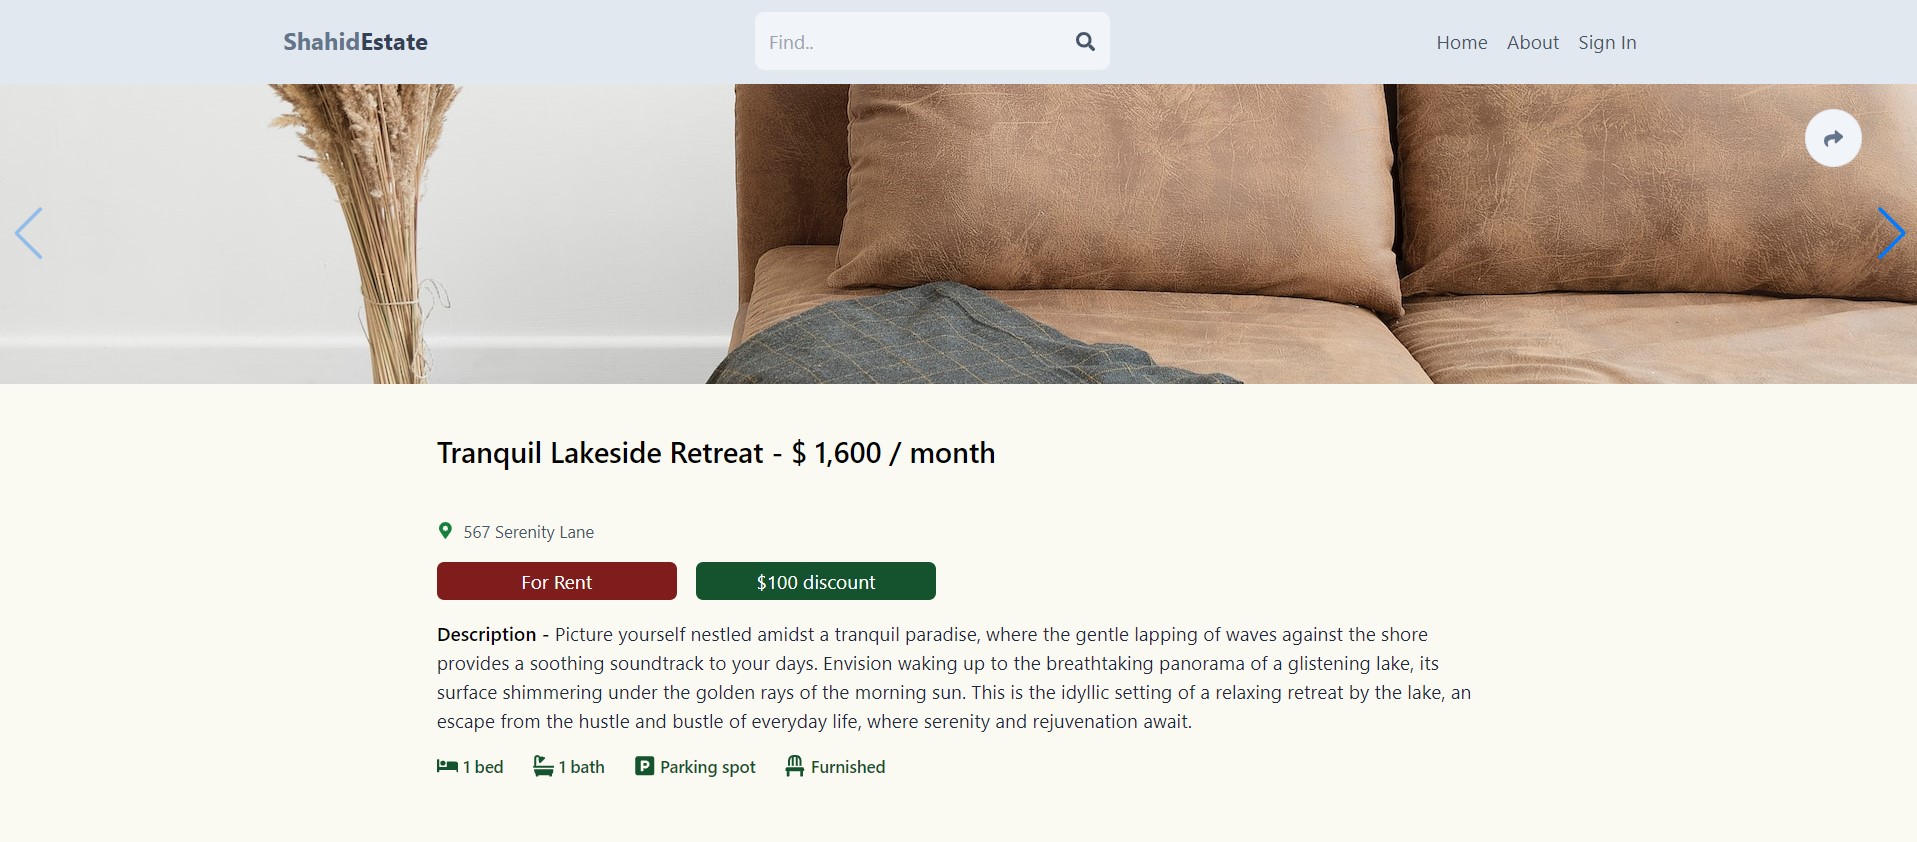 ShahidEstate
Find..
Home About Sign In
Tranquil Lakeside Retreat - $ 1,600 / month
567 Serenity Lane
For Rent
$100 discount
Description - Picture yourself nestled amidst a tranquil paradise, where the gentle lapping of waves against the shore
provides a soothing soundtrack to your days. Envision waking up to the breathtaking panorama of a glistening lake, its
surface shimmering under the golden rays of the morning sun. This is the idyllic setting of a relaxing retreat by the lake, an
escape from the hustle and bustle of everyday life, where serenity and rejuvenation await.
1 bed 1 bath P Parking spot Furnished